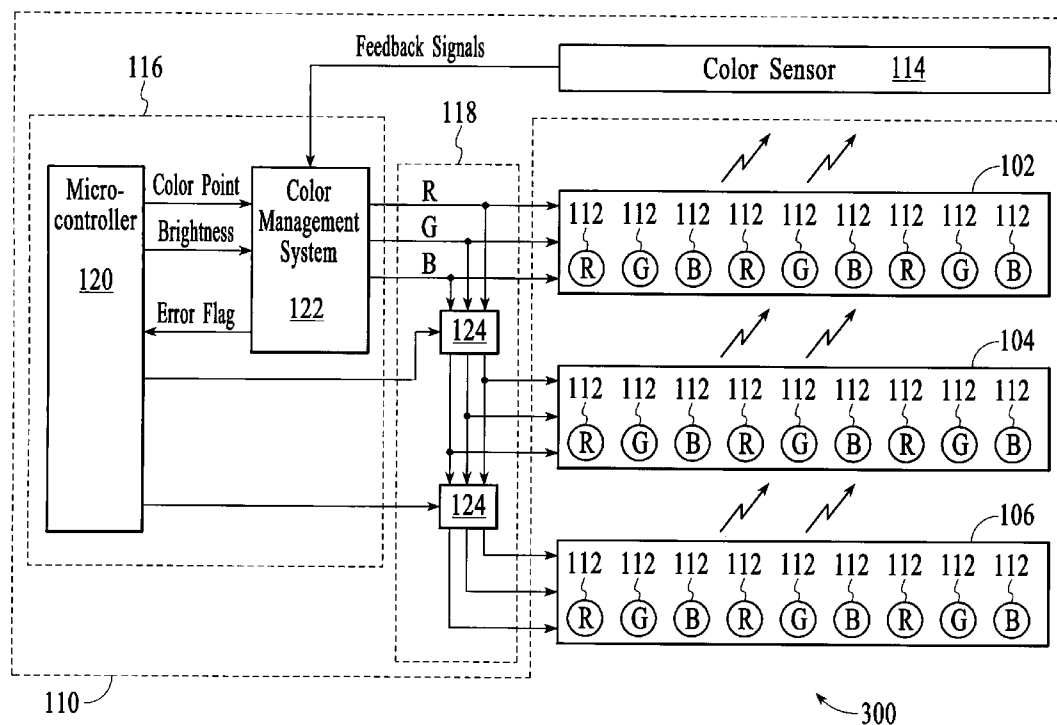 Feedback Signals
Color Sensor 114
116
118
Micro-
controller
120
Color Point
Brightness
Error Flag
Color
Management
System
122
R
G
B
124
124
102
112 112 112 112 112 112 112 112 112
R G B R G B R G B
104
112 112 112 112 112 112 112 112 112
R G B R G B R G B
106
112 112 112 112 112 112 112 112 112
R G B R G B R G B
110
300